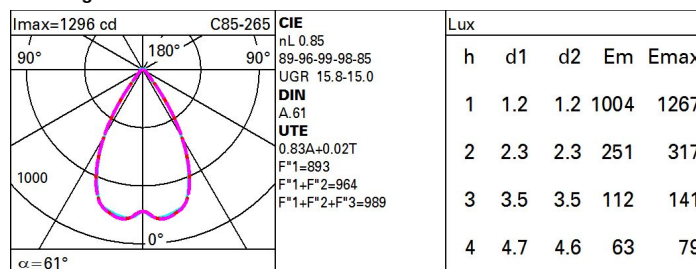 Imax=1296 cd C85-265
90° 180° 90°
1000
0°
α=61°
CIE
nL 0.85
89-96-99-98-85
UGR 15.8-15.0
DIN
A.61
UTE
0.83A+0.02T
F"1=893
F"1+F"2=964
F"1+F"2+F"3=989
Lux
h d1 d2 Em Emax
1 1.2 1.2 1004 1267
2 2.3 2.3 251 317
3 3.5 3.5 112 141
4 4.7 4.6 63 79